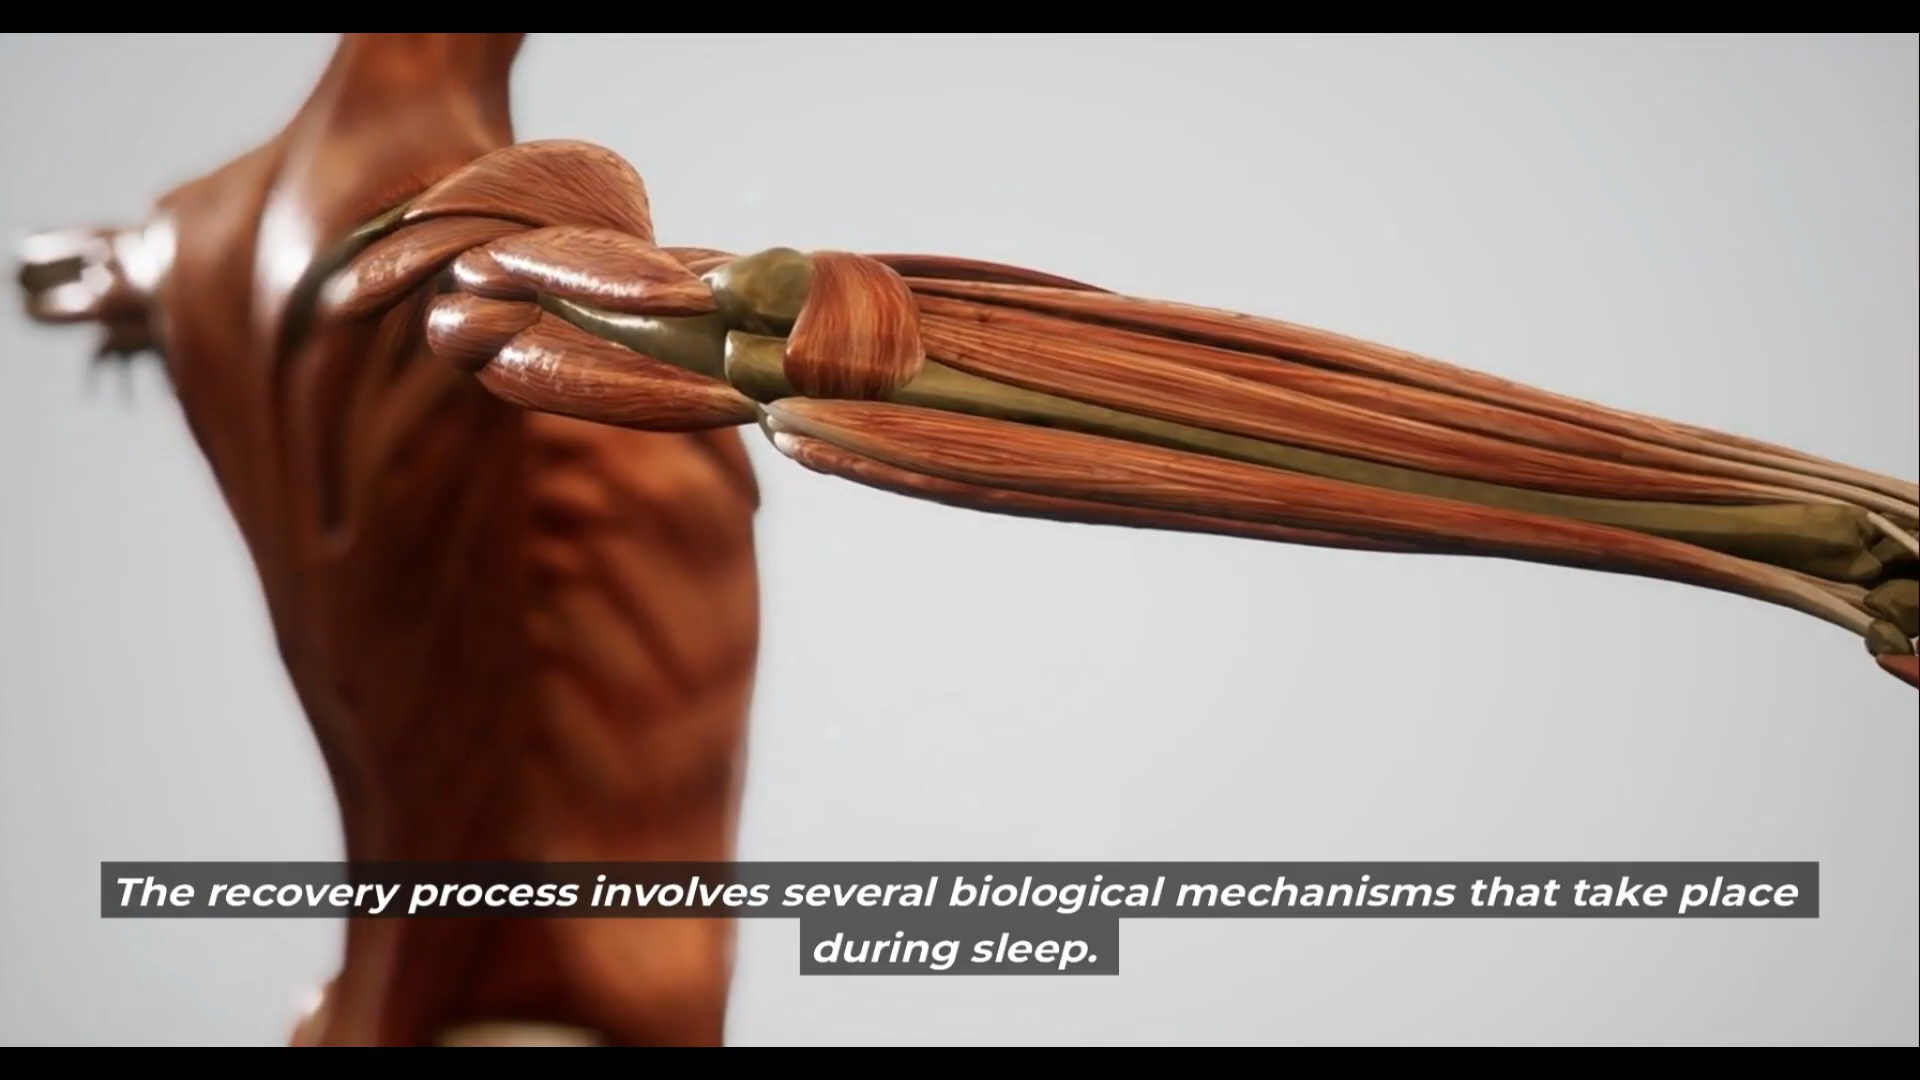 The recovery process involves several biological mechanisms that take place
during sleep.